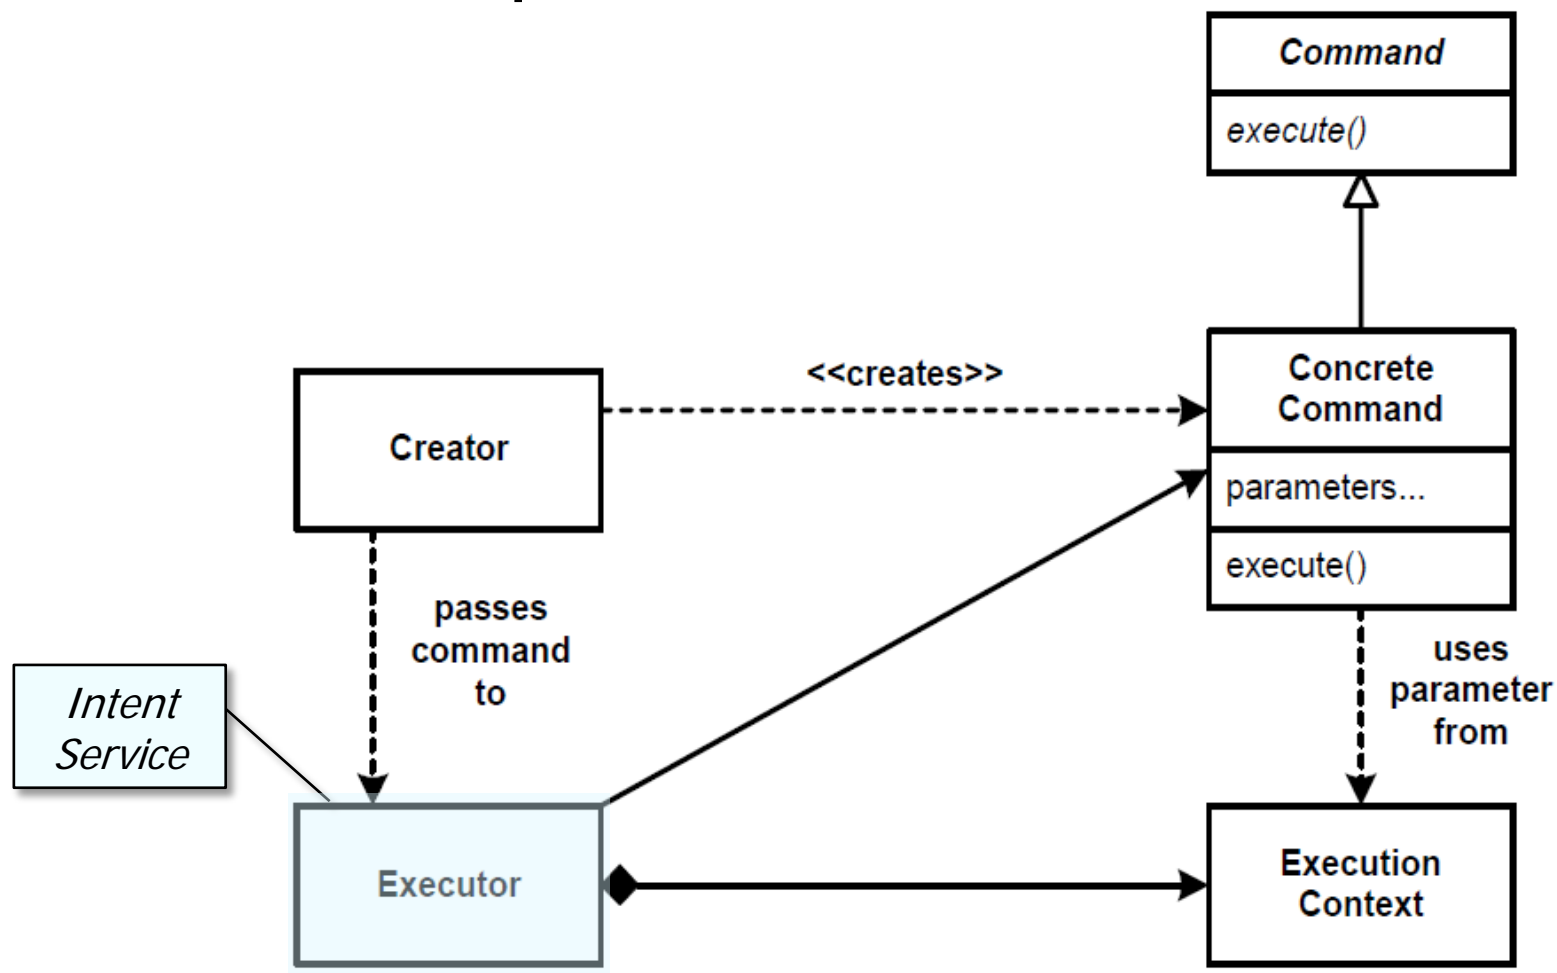 Command
execute()
<<creates>>
Concrete
Command
Creator
parameters...
execute()
passes
command
to
uses
parameter
from
Intent
Service
Executor
Execution
Context